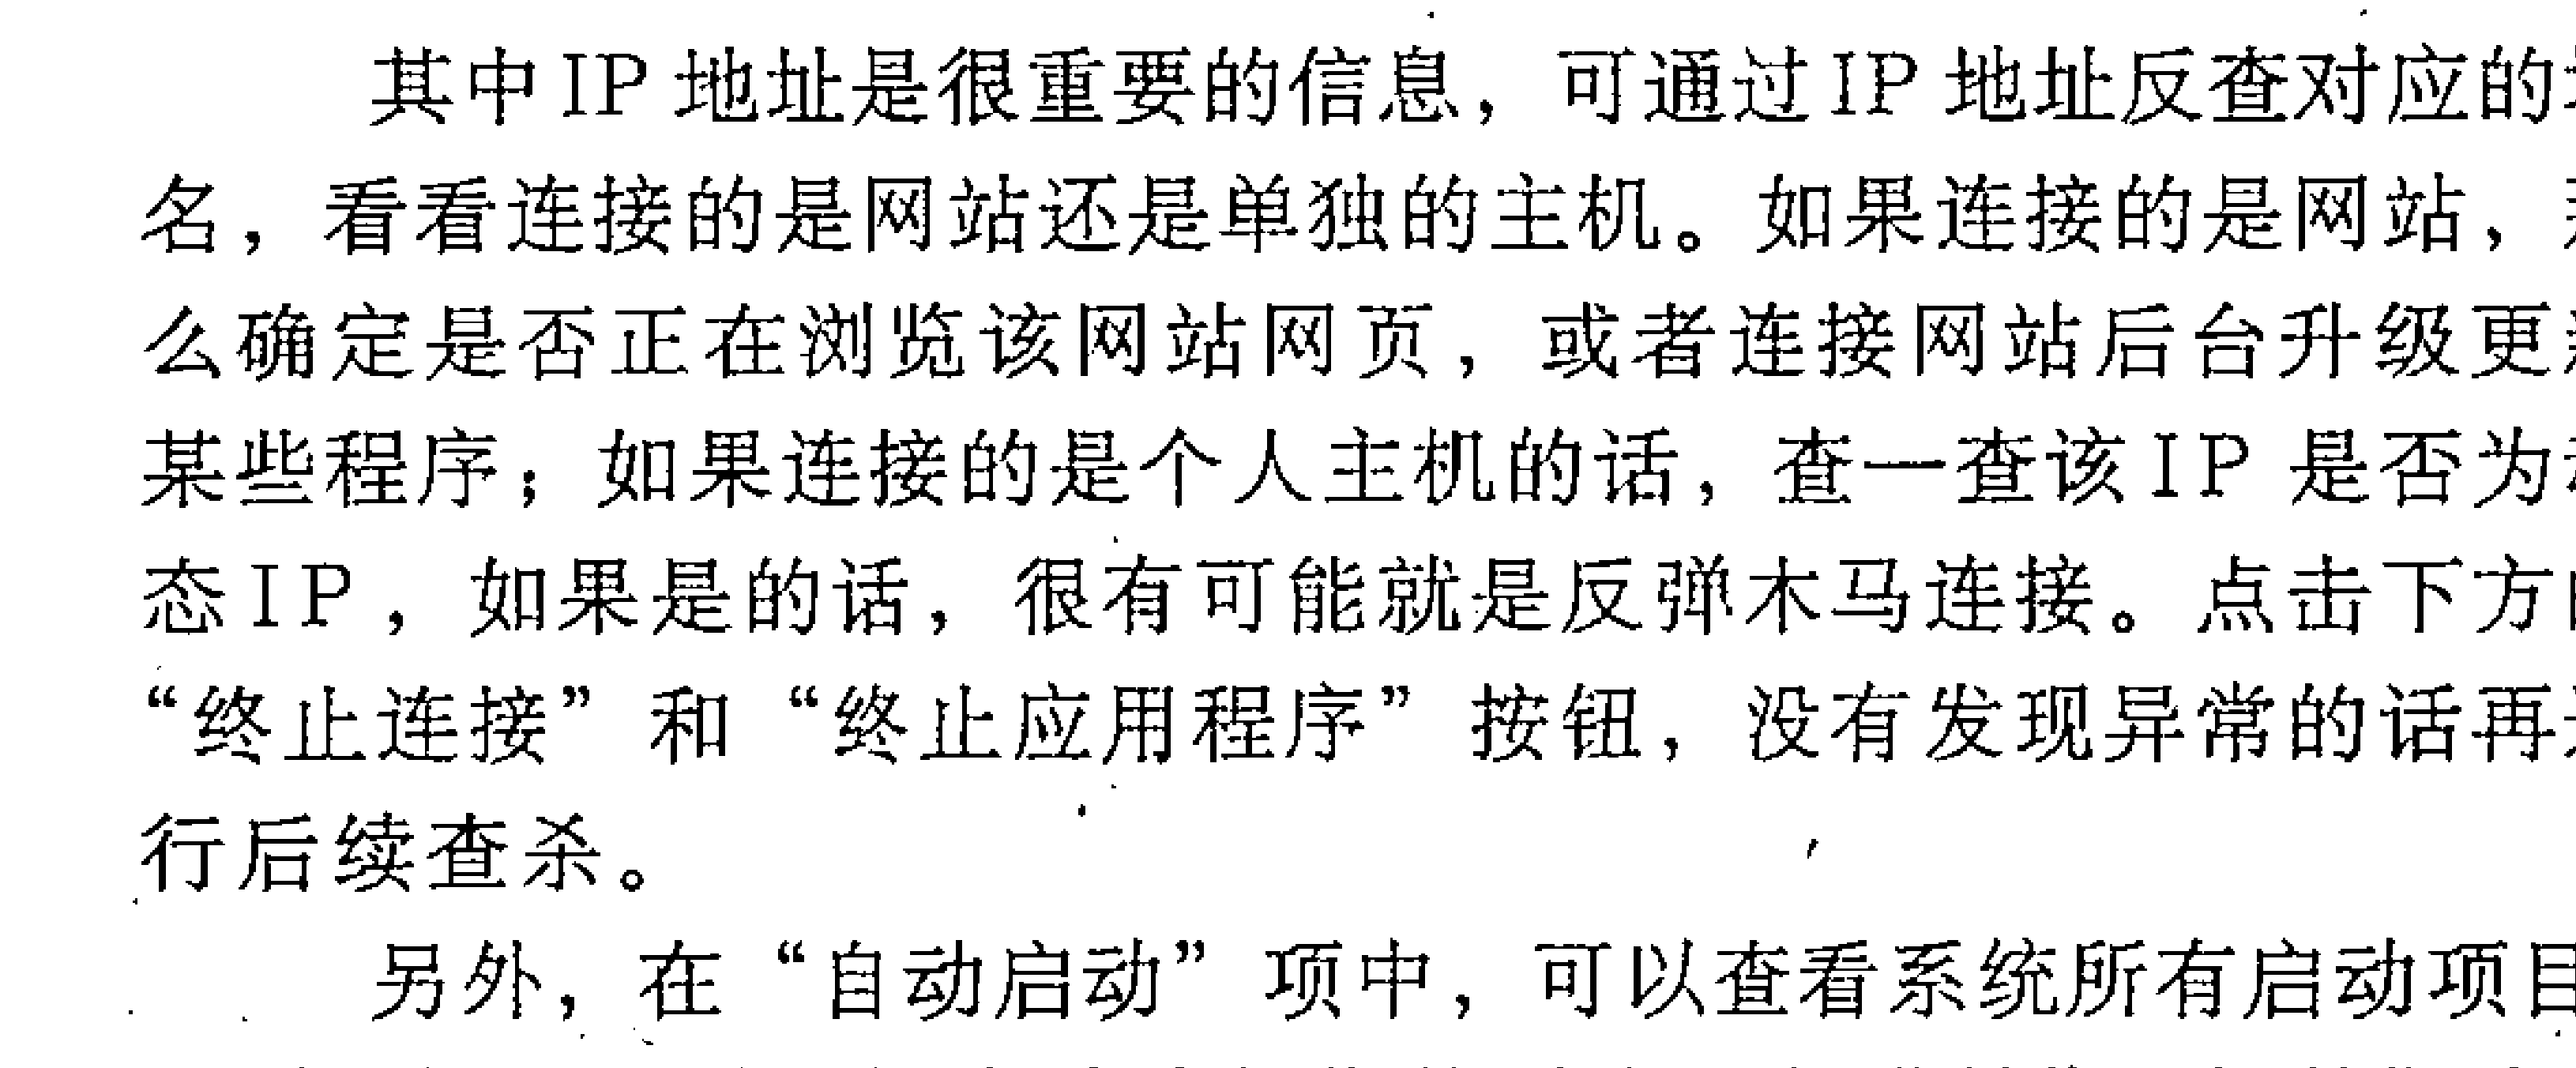 其中IP地址是很重要的信息，可通过IP地址反查对应的
名，看看连接的是网站还是单独的主机。如果连接的是网站，
么确定是否正在浏览该网站网页，或者连接网站后台升级更
某些程序；如果连接的是个人主机的话，查一查该IP是否为
态IP，如果是的话，很有可能就是反弹木马连接。点击下方
“终止连接”和“终止应用程序”按钮，没有发现异常的话再
行后续查杀。
另外，在“自动启动”项中，可以查看系统所有启动项目